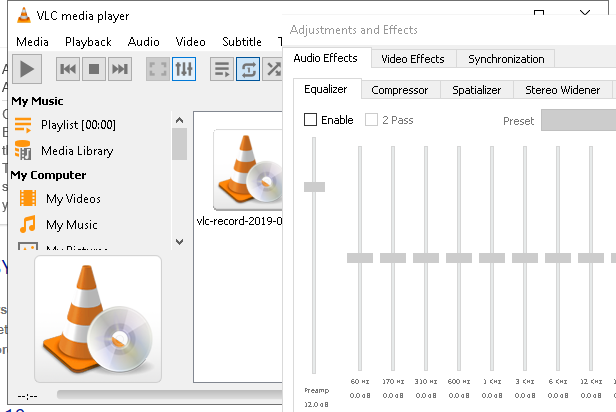 VLC media player
Media Playback Audio Video Subtitle T
My Music
Playlist [00:00]
Media Library
My Computer
My Videos
My Music
My Pictures
vlc-record-2019-0
--:--
Adjustments and Effects
Audio Effects Video Effects Synchronization
Equalizer Compressor Spatializer Stereo Widener
Enable 2 Pass Preset
60 Hz 170 Hz 310 Hz 600 Hz 1 KHz 3 KHz 6 KHz 12 KHz
Preamp 0.0 dB 0.0 dB 0.0 dB 0.0 dB 0.0 dB 0.0 dB 0.0 dB 0.0 dB
12.0 dB